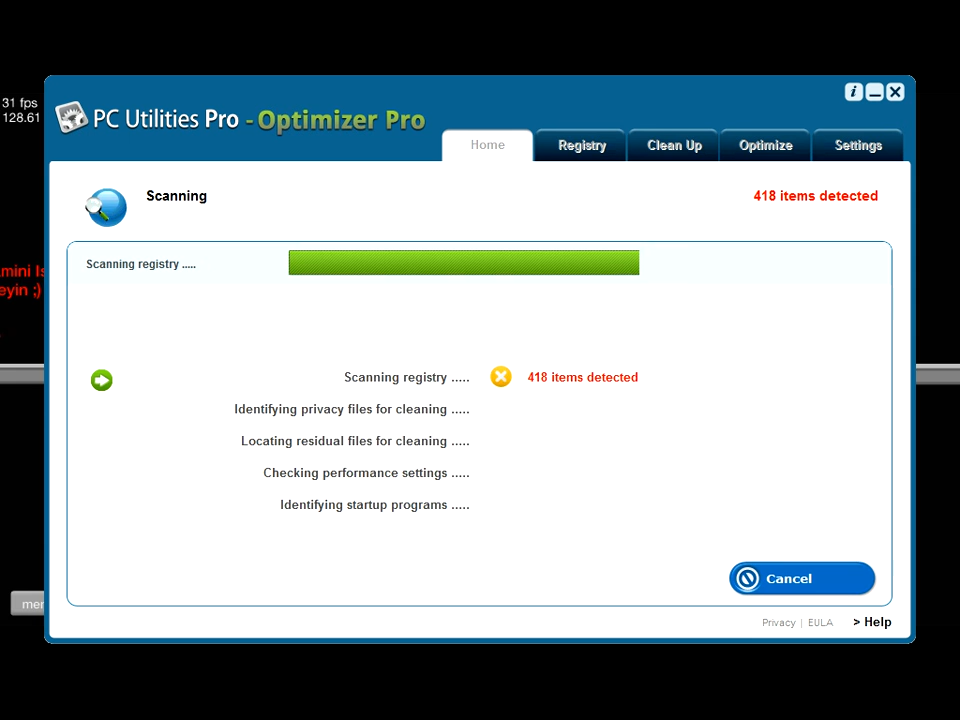 31 fps
128.61
PC Utilities Pro - Optimizer Pro
Home
Registry
Clean Up
Optimize
Settings
Scanning
418 items detected
Scanning registry .....
Scanning registry .....
418 items detected
Identifying privacy files for cleaning .....
Locating residual files for cleaning .....
Checking performance settings .....
Identifying startup programs .....
Cancel
Privacy | EULA
> Help